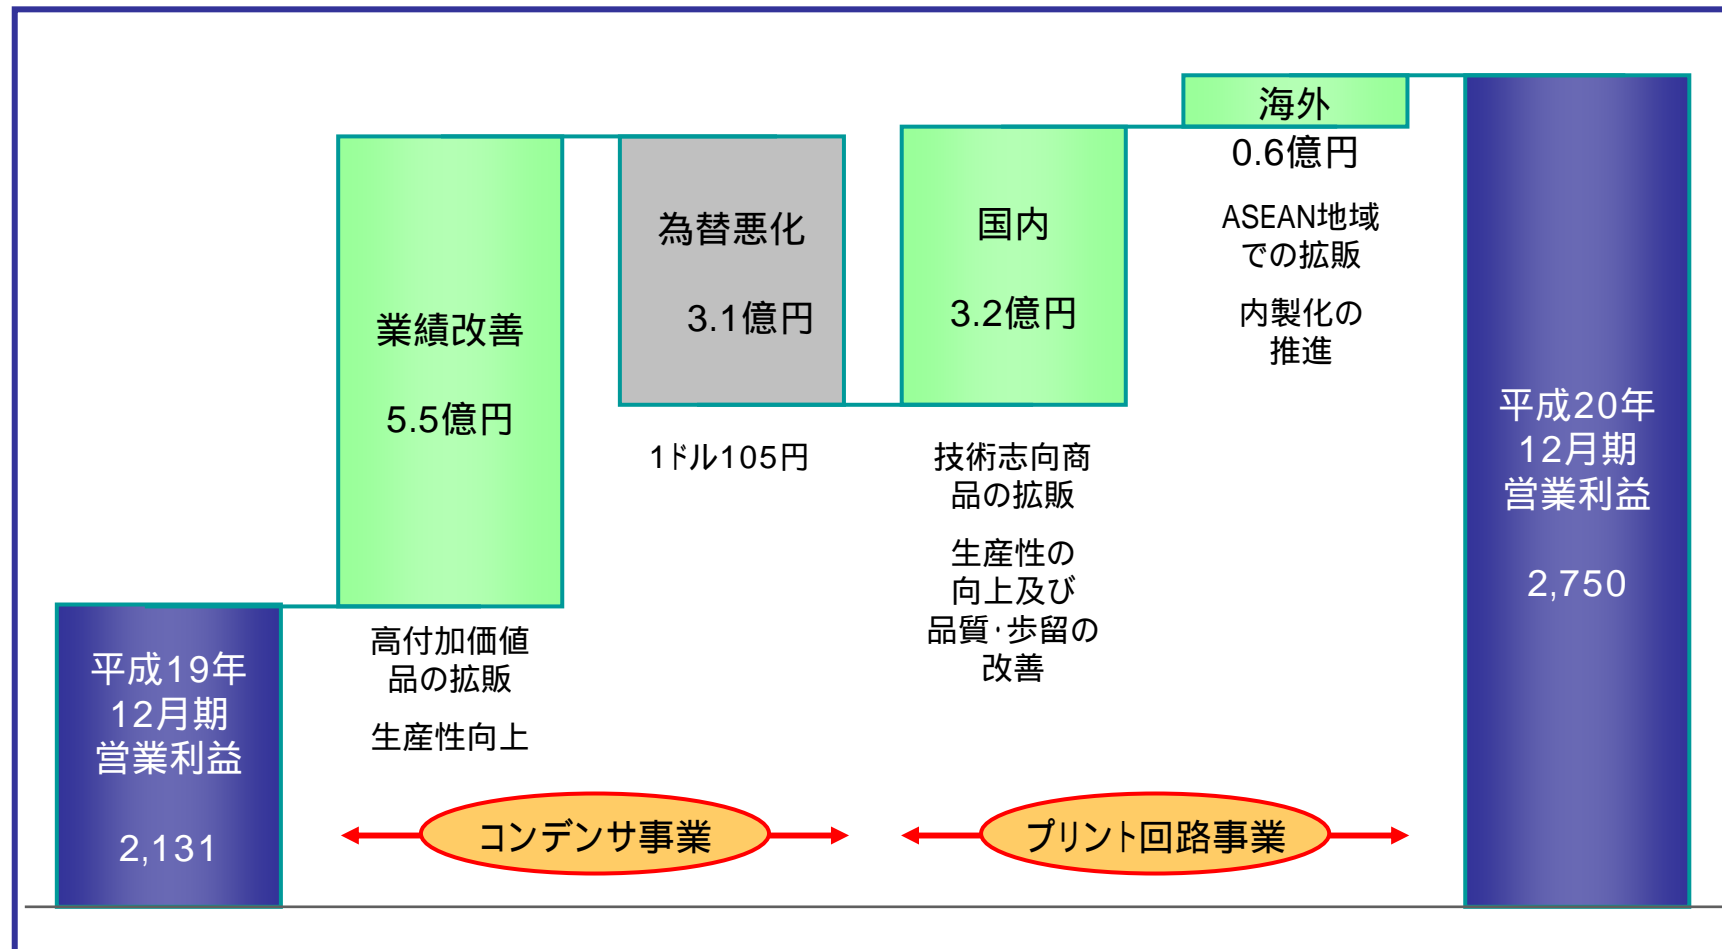 平成19年
12月期
営業利益
2,131
業績改善
5.5億円
高付加価値
品の拡販
生産性向上
為替悪化
3.1億円
1ドル105円
コンデンサ事業
国内
3.2億円
技術志向商
品の拡販
生産性の
向上及び
品質・歩留の
改善
海外
0.6億円
ASEAN地域
での拡販
内製化の
推進
プリント回路事業
平成20年
12月期
営業利益
2,750